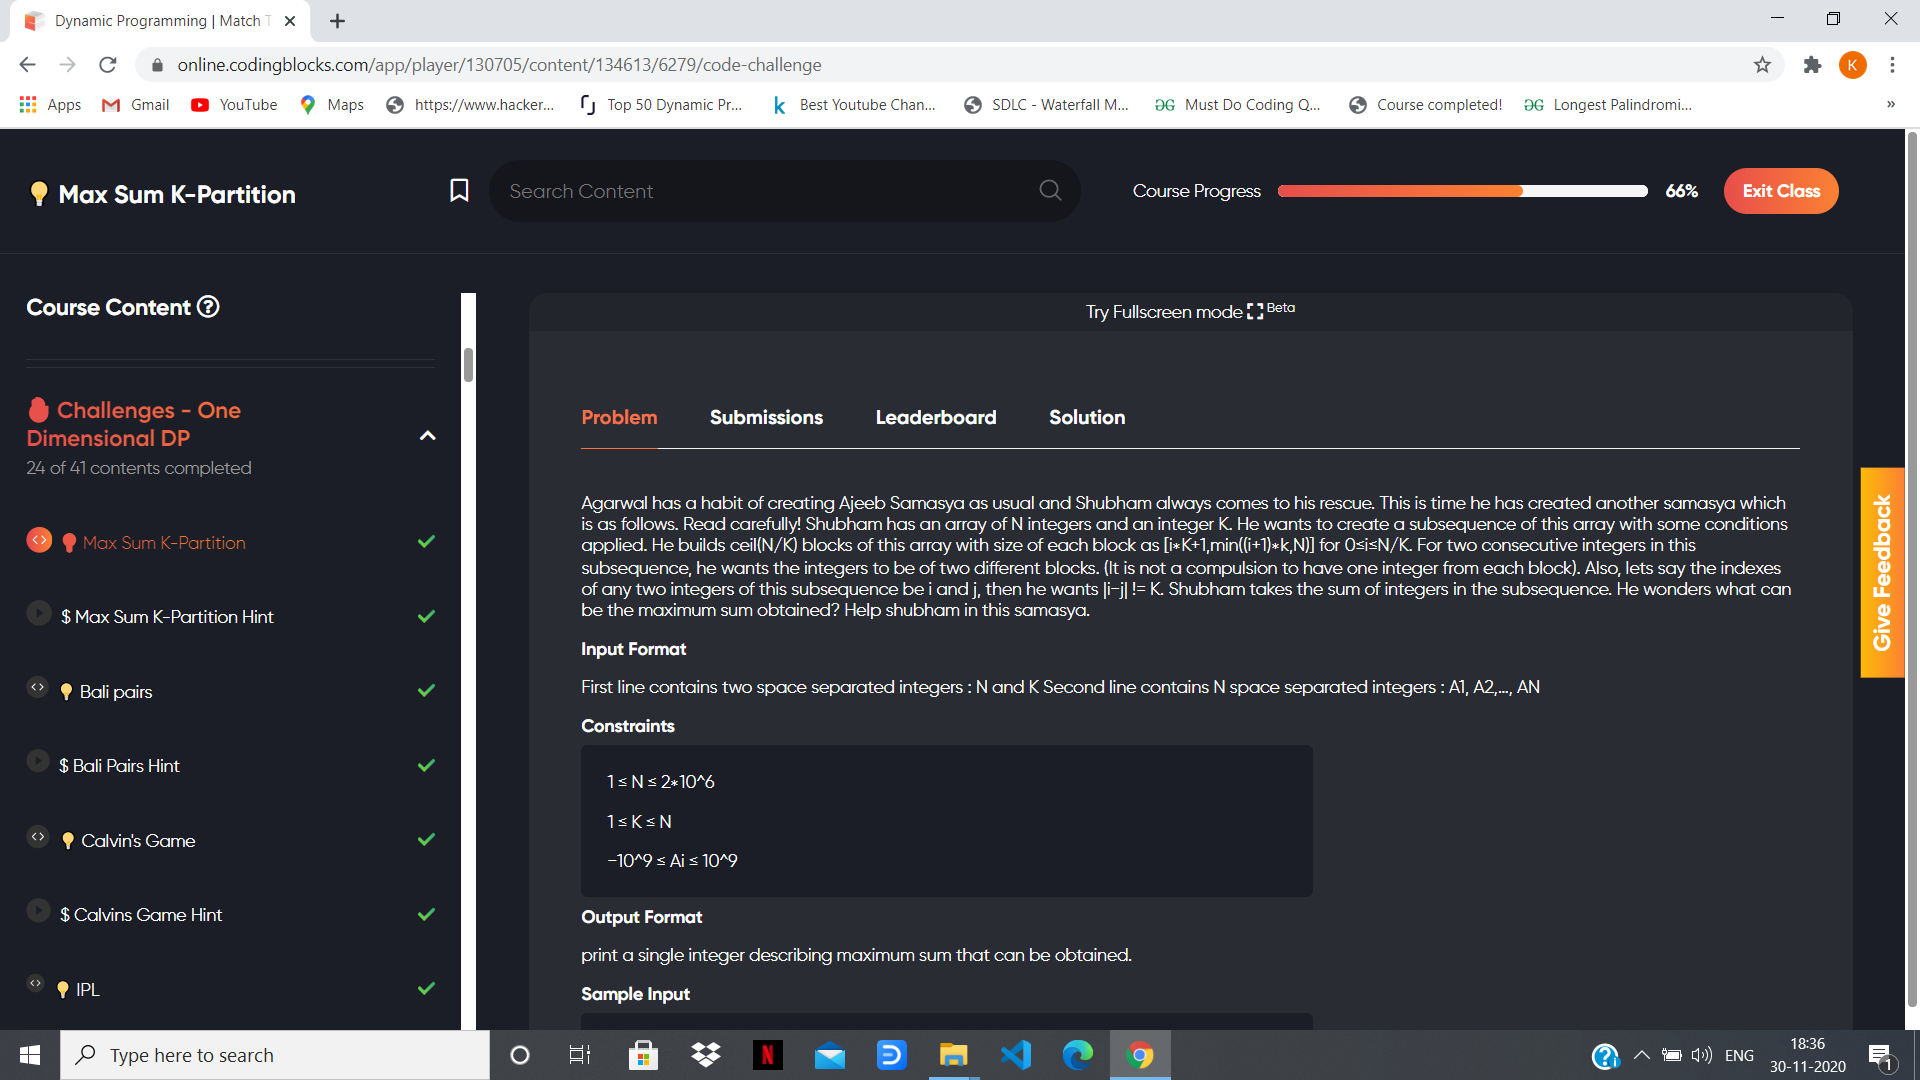 Dynamic Programming | Match T
online.codingblocks.com/app/player/130705/content/134613/6279/code-challenge
K
Apps
Gmail
YouTube
Maps
https://www.hacker...
Top 50 Dynamic Pr...
Best Youtube Chan...
SDLC - Waterfall M...
Must Do Coding Q...
Course completed!
Longest Palindromi...
»
Max Sum K-Partition
Search Content
Course Progress
66%
Exit Class
Course Content
Challenges - One
Dimensional DP
24 of 41 contents completed
Max Sum K-Partition
$ Max Sum K-Partition Hint
Bali pairs
$ Bali Pairs Hint
Calvin's Game
$ Calvins Game Hint
IPL
Try Fullscreen mode Beta
Problem
Submissions
Leaderboard
Solution
Agarwal has a habit of creating Ajeeb Samasya as usual and Shubham always comes to his rescue. This is time he has created another samasya which
is as follows. Read carefully! Shubham has an array of N integers and an integer K. He wants to create a subsequence of this array with some conditions
applied. He builds ceil(N/K) blocks of this array with size of each block as [i*K+1,min((i+1)*k,N)] for 0≤i≤N/K. For two consecutive integers in this
subsequence, he wants the integers to be of two different blocks. (It is not a compulsion to have one integer from each block). Also, lets say the indexes
of any two integers of this subsequence be i and j, then he wants |i−j| != K. Shubham takes the sum of integers in the subsequence. He wonders what can
be the maximum sum obtained? Help shubham in this samasya.
Input Format
First line contains two space separated integers : N and K Second line contains N space separated integers : A1, A2,…, AN
Constraints
1 ≤ N ≤ 2*10^6
1 ≤ K ≤ N
−10^9 ≤ Ai ≤ 10^9
Output Format
print a single integer describing maximum sum that can be obtained.
Sample Input
Give Feedback
Type here to search
ENG
18:36
30-11-2020
1